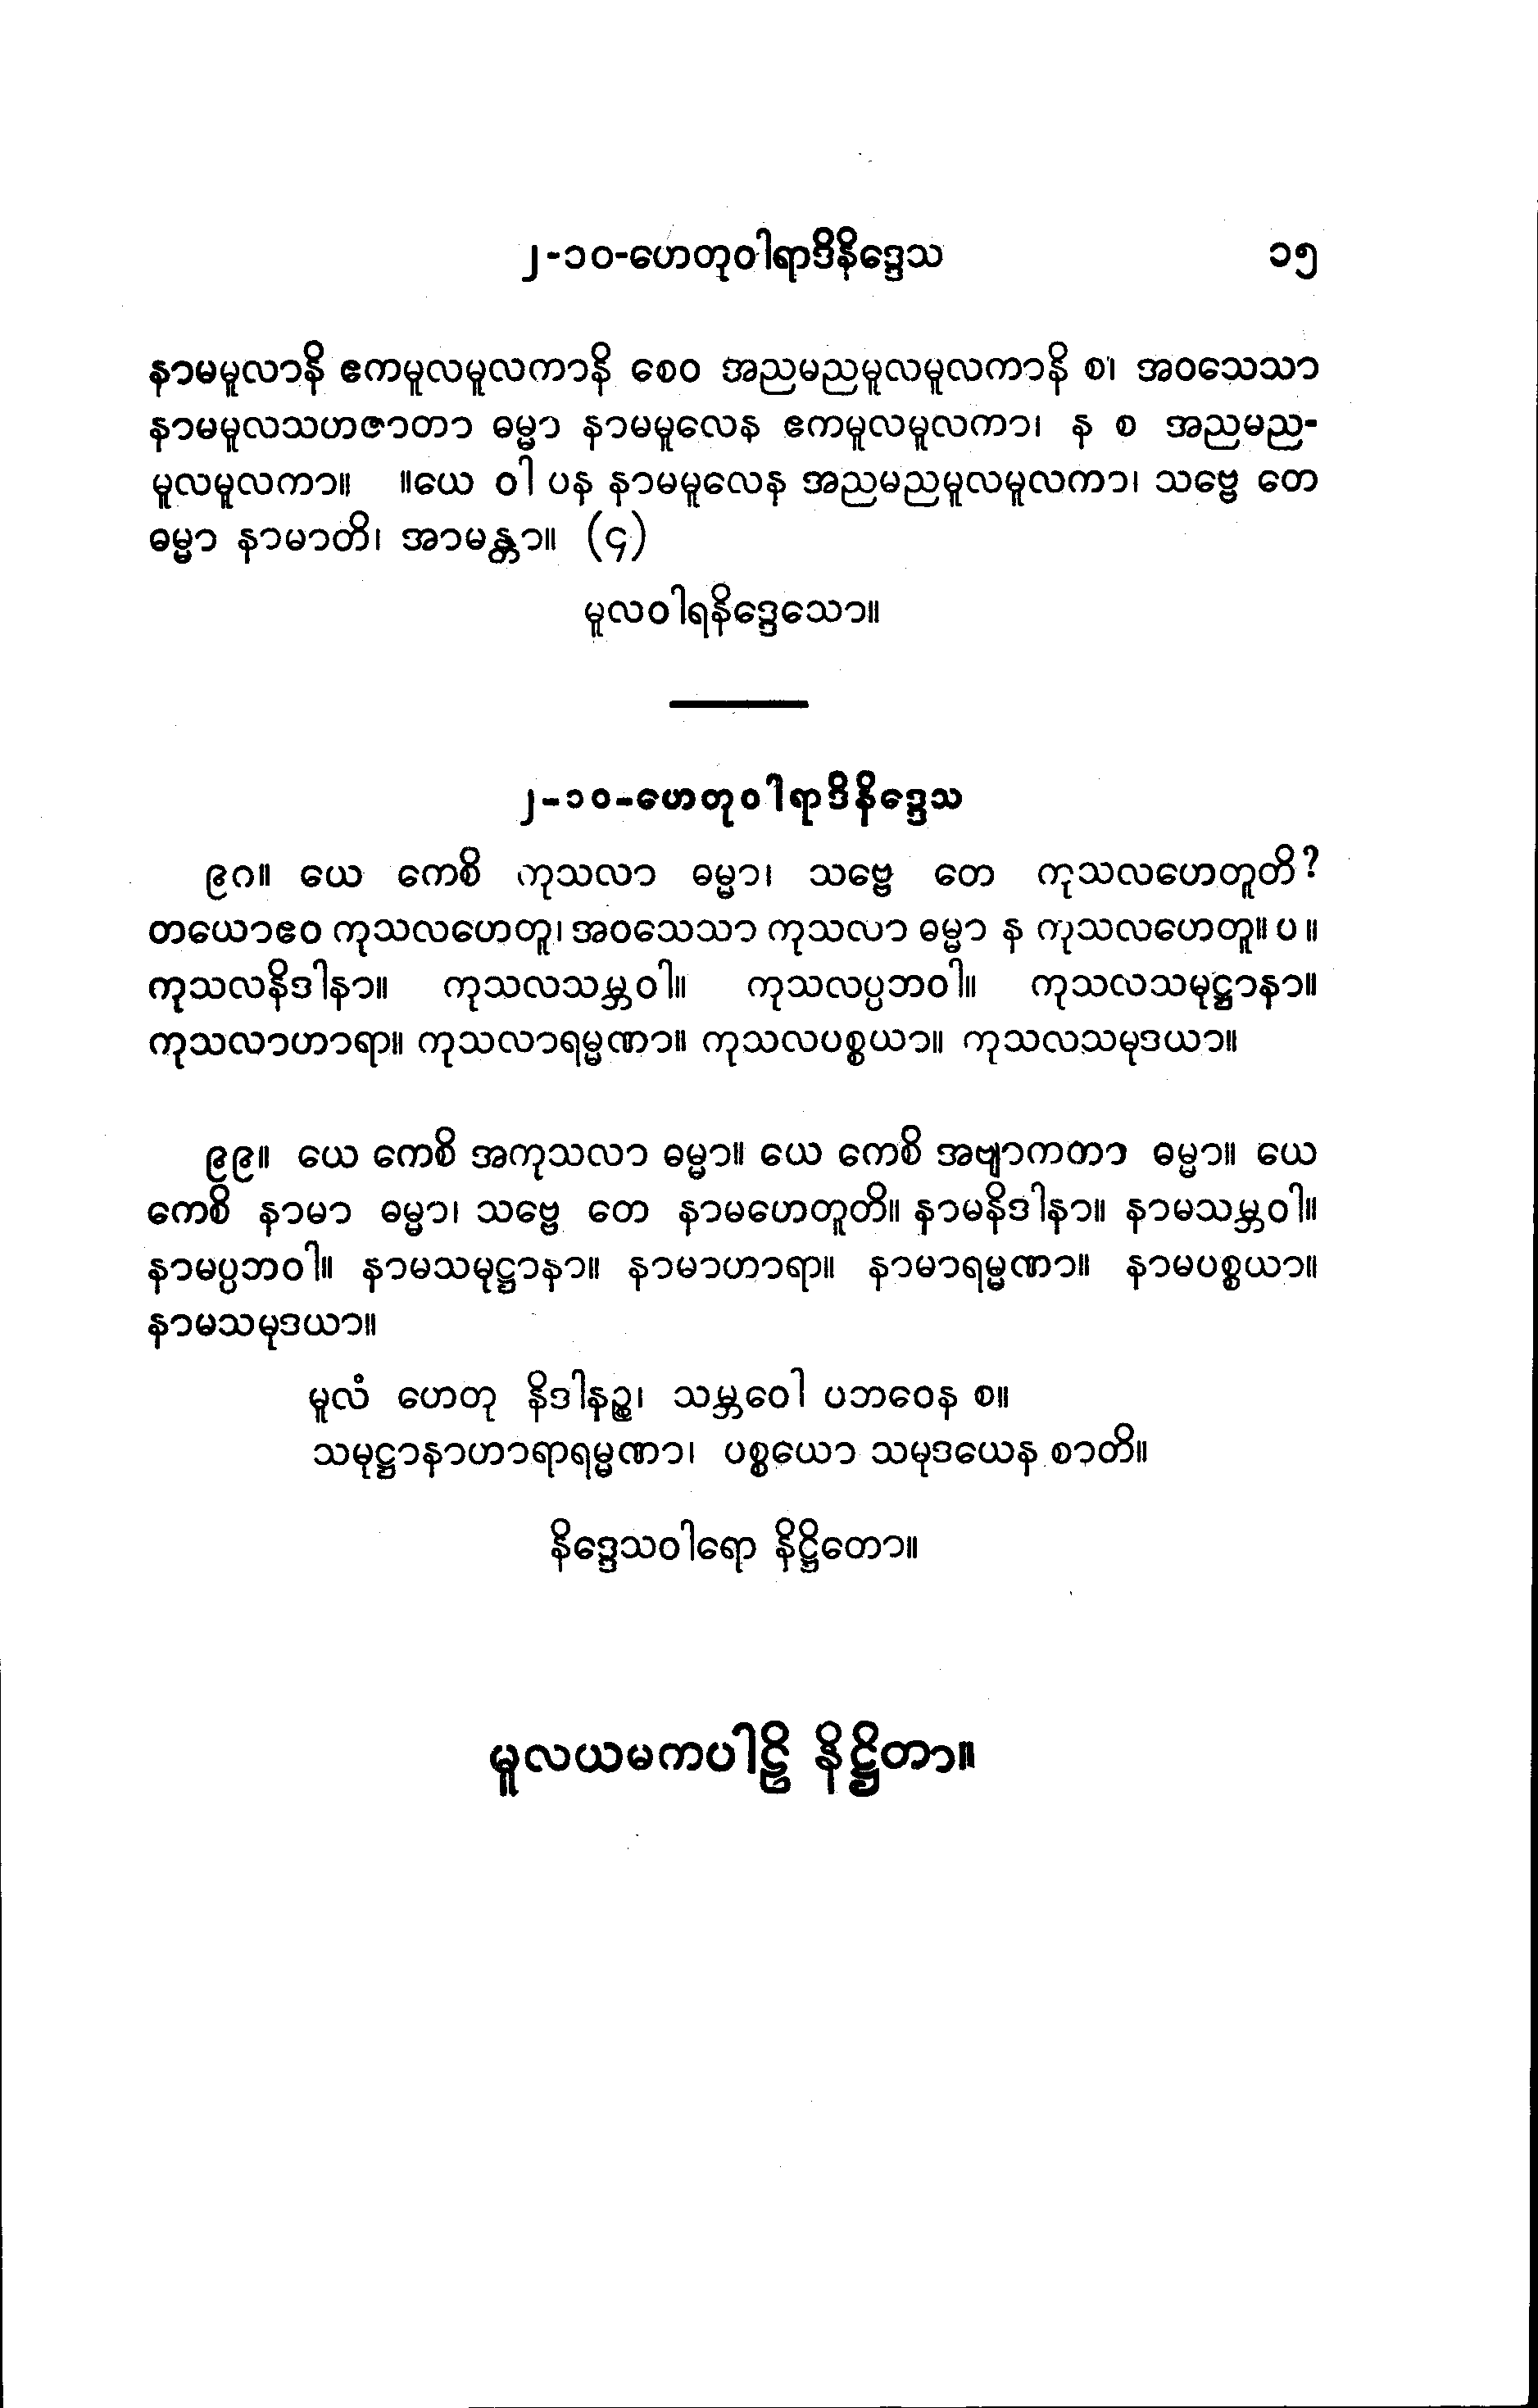 ၂-၁၀-ဟေတုဝါရာဒိနိဒ္ဒေသ ၁၅
နာမမူလာနိ ဧကမူလမူလကာနိ စေဝ အညမညမူလမူလကာနိ စ၊ အဝသေသာ
နာမမူလသဟဇာတာ ဓမ္မာ နာမမူလေန ဧကမူလမူလကာ၊ န စ အညမည-
မူလမူလကာ။ ။ယေ ဝါ ပန နာမမူလေန အညမညမူလမူလကာ၊ သဗ္ဗေ တေ
ဓမ္မာ နာမာတိ၊ အာမန္တာ။ (၄)
မူလဝါရနိဒ္ဒေသော။
၂-၁၀-ဟေတုဝါရာဒိနိဒ္ဒေသ
၉၈။ ယေ ကေစိ ကုသလာ ဓမ္မာ၊ သဗ္ဗေ တေ ကုသလဟေတူတိ?
တယောဧဝ ကုသလဟေတူ၊ အဝသေသာ ကုသလာ ဓမ္မာ န ကုသလဟေတူ။ ပ ။
ကုသလနိဒါနာ။ ကုသလသမ္ဘဝါ။ ကုသလပ္ပဘဝါ။ ကုသလသမုဋ္ဌာနာ။
ကုသလာဟာရာ။ ကုသလာရမ္မဏာ။ ကုသလပစ္စယာ။ ကုသလသမုဒယာ။
၉၉။ ယေ ကေစိ အကုသလာ ဓမ္မာ။ ယေ ကေစိ အဗျာကတာ ဓမ္မာ။ ယေ
ကေစိ နာမာ ဓမ္မာ၊ သဗ္ဗေ တေ နာမဟေတူတိ။ နာမနိဒါနာ။ နာမသမ္ဘဝါ။
နာမပ္ပဘဝါ။ နာမသမုဋ္ဌာနာ။ နာမာဟာရာ။ နာမာရမ္မဏာ။ နာမပစ္စယာ။
နာမသမုဒယာ။
မူလံ ဟေတု နိဒါနဉ္စ၊ သမ္ဘဝေါ ပဘဝေန စ။
သမုဋ္ဌာနာဟာရာရမ္မဏာ၊ ပစ္စယော သမုဒယေန စာတိ။
နိဒ္ဒေသဝါရော နိဋ္ဌိတော။
မူလယမကပါဠိ နိဋ္ဌိတာ။